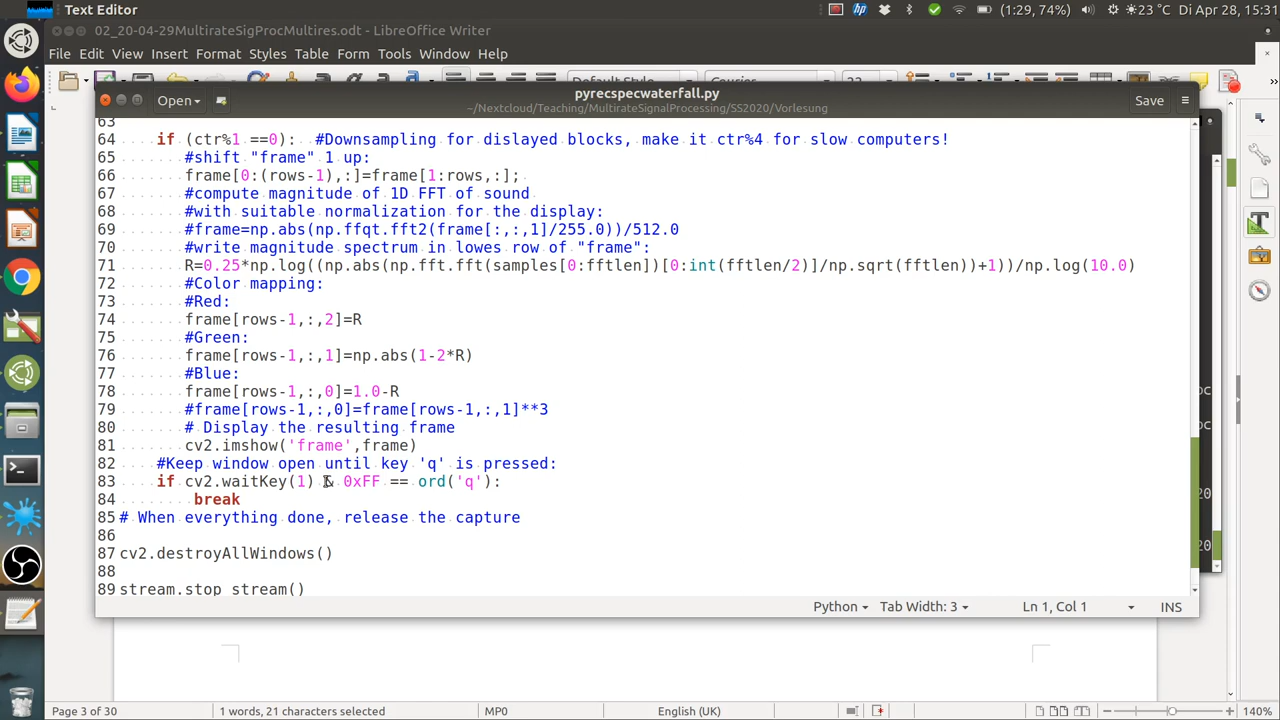 Text Editor
(1:29, 74%)
23°C
Di Apr 28, 15:31
02_20-04-29MultirateSigProcMultires.odt - LibreOffice Writer
File Edit View Insert Format Styles Table Form Tools Window Help
Open
pyrecspecwaterfall.py
~/Nextcloud/Teaching/MultirateSignalProcessing/SS2020/Vorlesung
Save
63
64 if (ctr%1 ==0): #Downsampling for dislayed blocks, make it ctr%4 for slow computers!
65 #shift "frame" 1 up:
66 frame[0:(rows-1),:]=frame[1:rows,:];
67 #compute magnitude of 1D FFT of sound
68 #with suitable normalization for the display:
69 #frame=np.abs(np.ffqt.fft2(frame[:,:,1]/255.0))/512.0
70 #write magnitude spectrum in lowes row of "frame":
71 R=0.25*np.log((np.abs(np.fft.fft(samples[0:fftlen])[0:int(fftlen/2)]/np.sqrt(fftlen))+1))/np.log(10.0)
72 #Color mapping:
73 #Red:
74 frame[rows-1,:,2]=R
75 #Green:
76 frame[rows-1,:,1]=np.abs(1-2*R)
77 #Blue:
78 frame[rows-1,:,0]=1.0-R
79 #frame[rows-1,:,0]=frame[rows-1,:,1]**3
80 # Display the resulting frame
81 cv2.imshow('frame',frame)
82 #Keep window open until key 'q' is pressed:
83 if cv2.waitKey(1) & 0xFF == ord('q'):
84 break
85 # When everything done, release the capture
86
87 cv2.destroyAllWindows()
88
89 stream.stop_stream()
Python Tab Width: 3 Ln 1, Col 1 INS
Page 3 of 30 1 words, 21 characters selected MP0 English (UK) 140%